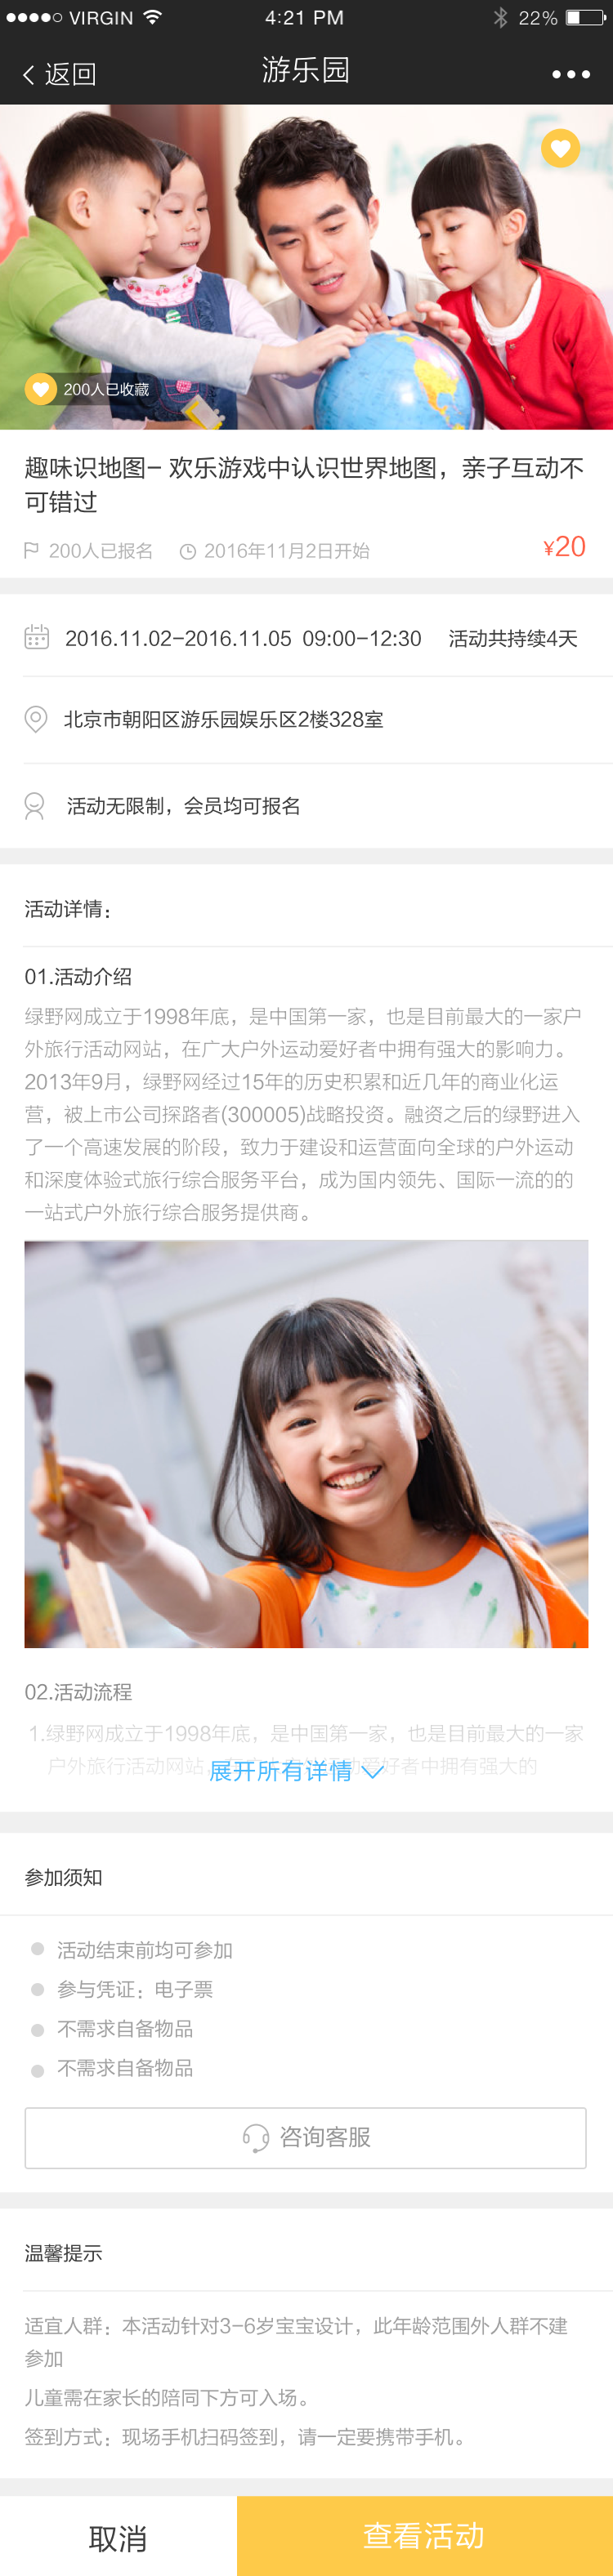 VIRGIN
4:21 PM
22%
返回
游乐园
200人已收藏
趣味识地图- 欢乐游戏中认识世界地图，亲子互动不
可错过
200人已报名
2016年11月2日开始
¥20
2016.11.02-2016.11.05 09:00-12:30 活动共持续4天
北京市朝阳区游乐园娱乐区2楼328室
活动无限制，会员均可报名
活动详情：
01.活动介绍
绿野网成立于1998年底，是中国第一家，也是目前最大的一家户
外旅行活动网站，在广大户外运动爱好者中拥有强大的影响力。
2013年9月，绿野网经过15年的历史积累和近几年的商业化运
营，被上市公司探路者(300005)战略投资。融资之后的绿野进入
了一个高速发展的阶段，致力于建设和运营面向全球的户外运动
和深度体验式旅行综合服务平台，成为国内领先、国际一流的的
一站式户外旅行综合服务提供商。
02.活动流程
1.绿野网成立于1998年底，是中国第一家，也是目前最大的一家
户外旅行活动网站，爱好者中拥有强大的
展开所有详情
参加须知
活动结束前均可参加
参与凭证：电子票
不需求自备物品
不需求自备物品
咨询客服
温馨提示
适宜人群：本活动针对3-6岁宝宝设计，此年龄范围外人群不建
参加
儿童需在家长的陪同下方可入场。
签到方式：现场手机扫码签到，请一定要携带手机。
取消
查看活动